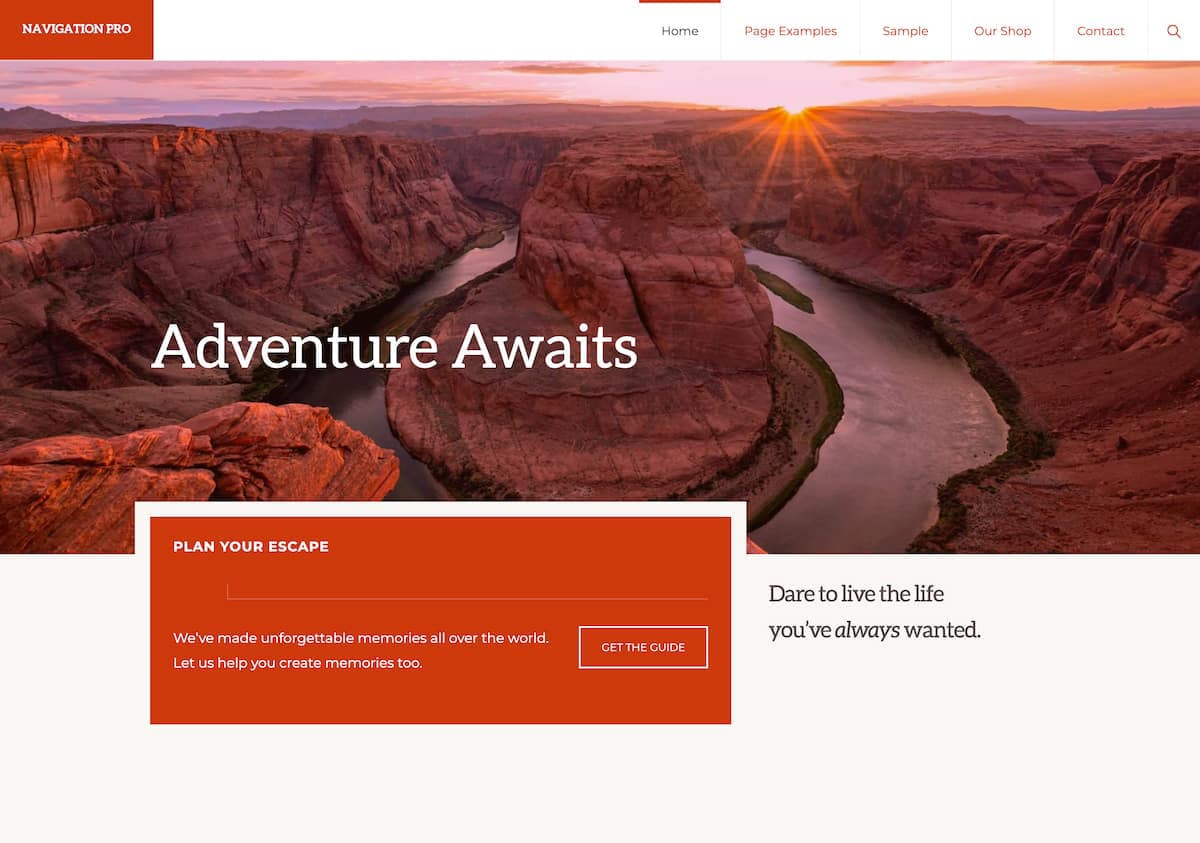 NAVIGATION PRO
Home
Page Examples
Sample
Our Shop
Contact
Adventure Awaits
PLAN YOUR ESCAPE
We've made unforgettable memories all over the world.
Let us help you create memories too.
GET THE GUIDE
Dare to live the life
you’ve always wanted.